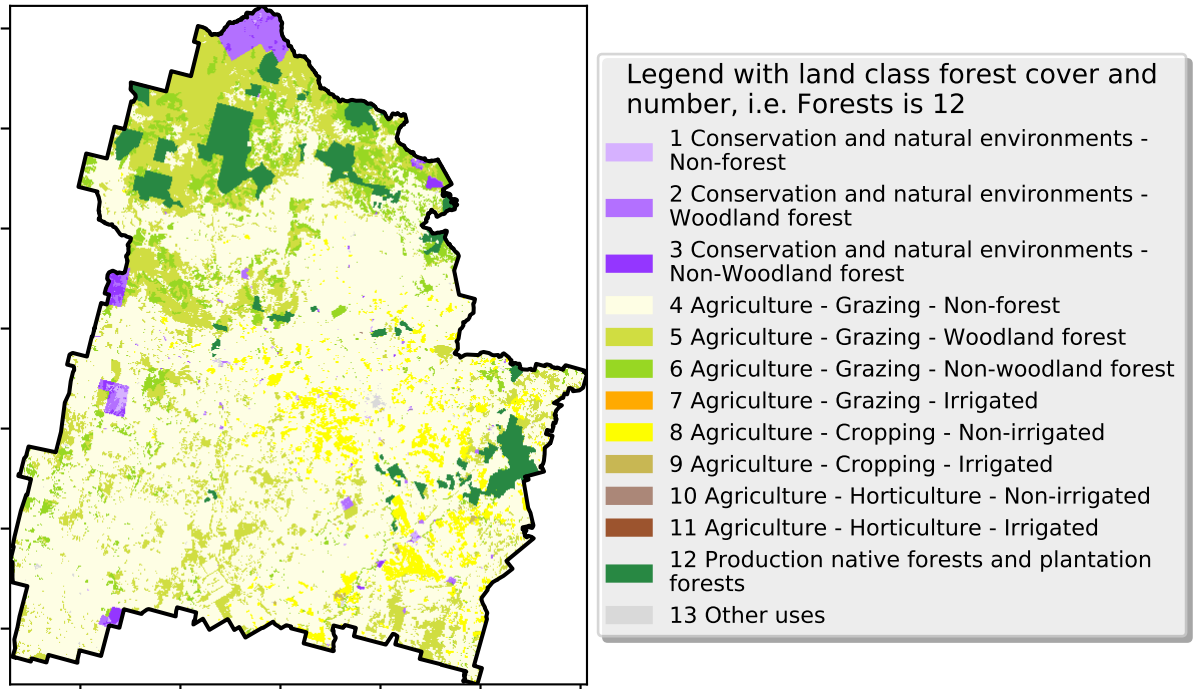 Legend with land class forest cover and
number, i.e. Forests is 12
1 Conservation and natural environments -
Non-forest
2 Conservation and natural environments -
Woodland forest
3 Conservation and natural environments -
Non-Woodland forest
4 Agriculture - Grazing - Non-forest
5 Agriculture - Grazing - Woodland forest
6 Agriculture - Grazing - Non-woodland forest
7 Agriculture - Grazing - Irrigated
8 Agriculture - Cropping - Non-irrigated
9 Agriculture - Cropping - Irrigated
10 Agriculture - Horticulture - Non-irrigated
11 Agriculture - Horticulture - Irrigated
12 Production native forests and plantation
forests
13 Other uses